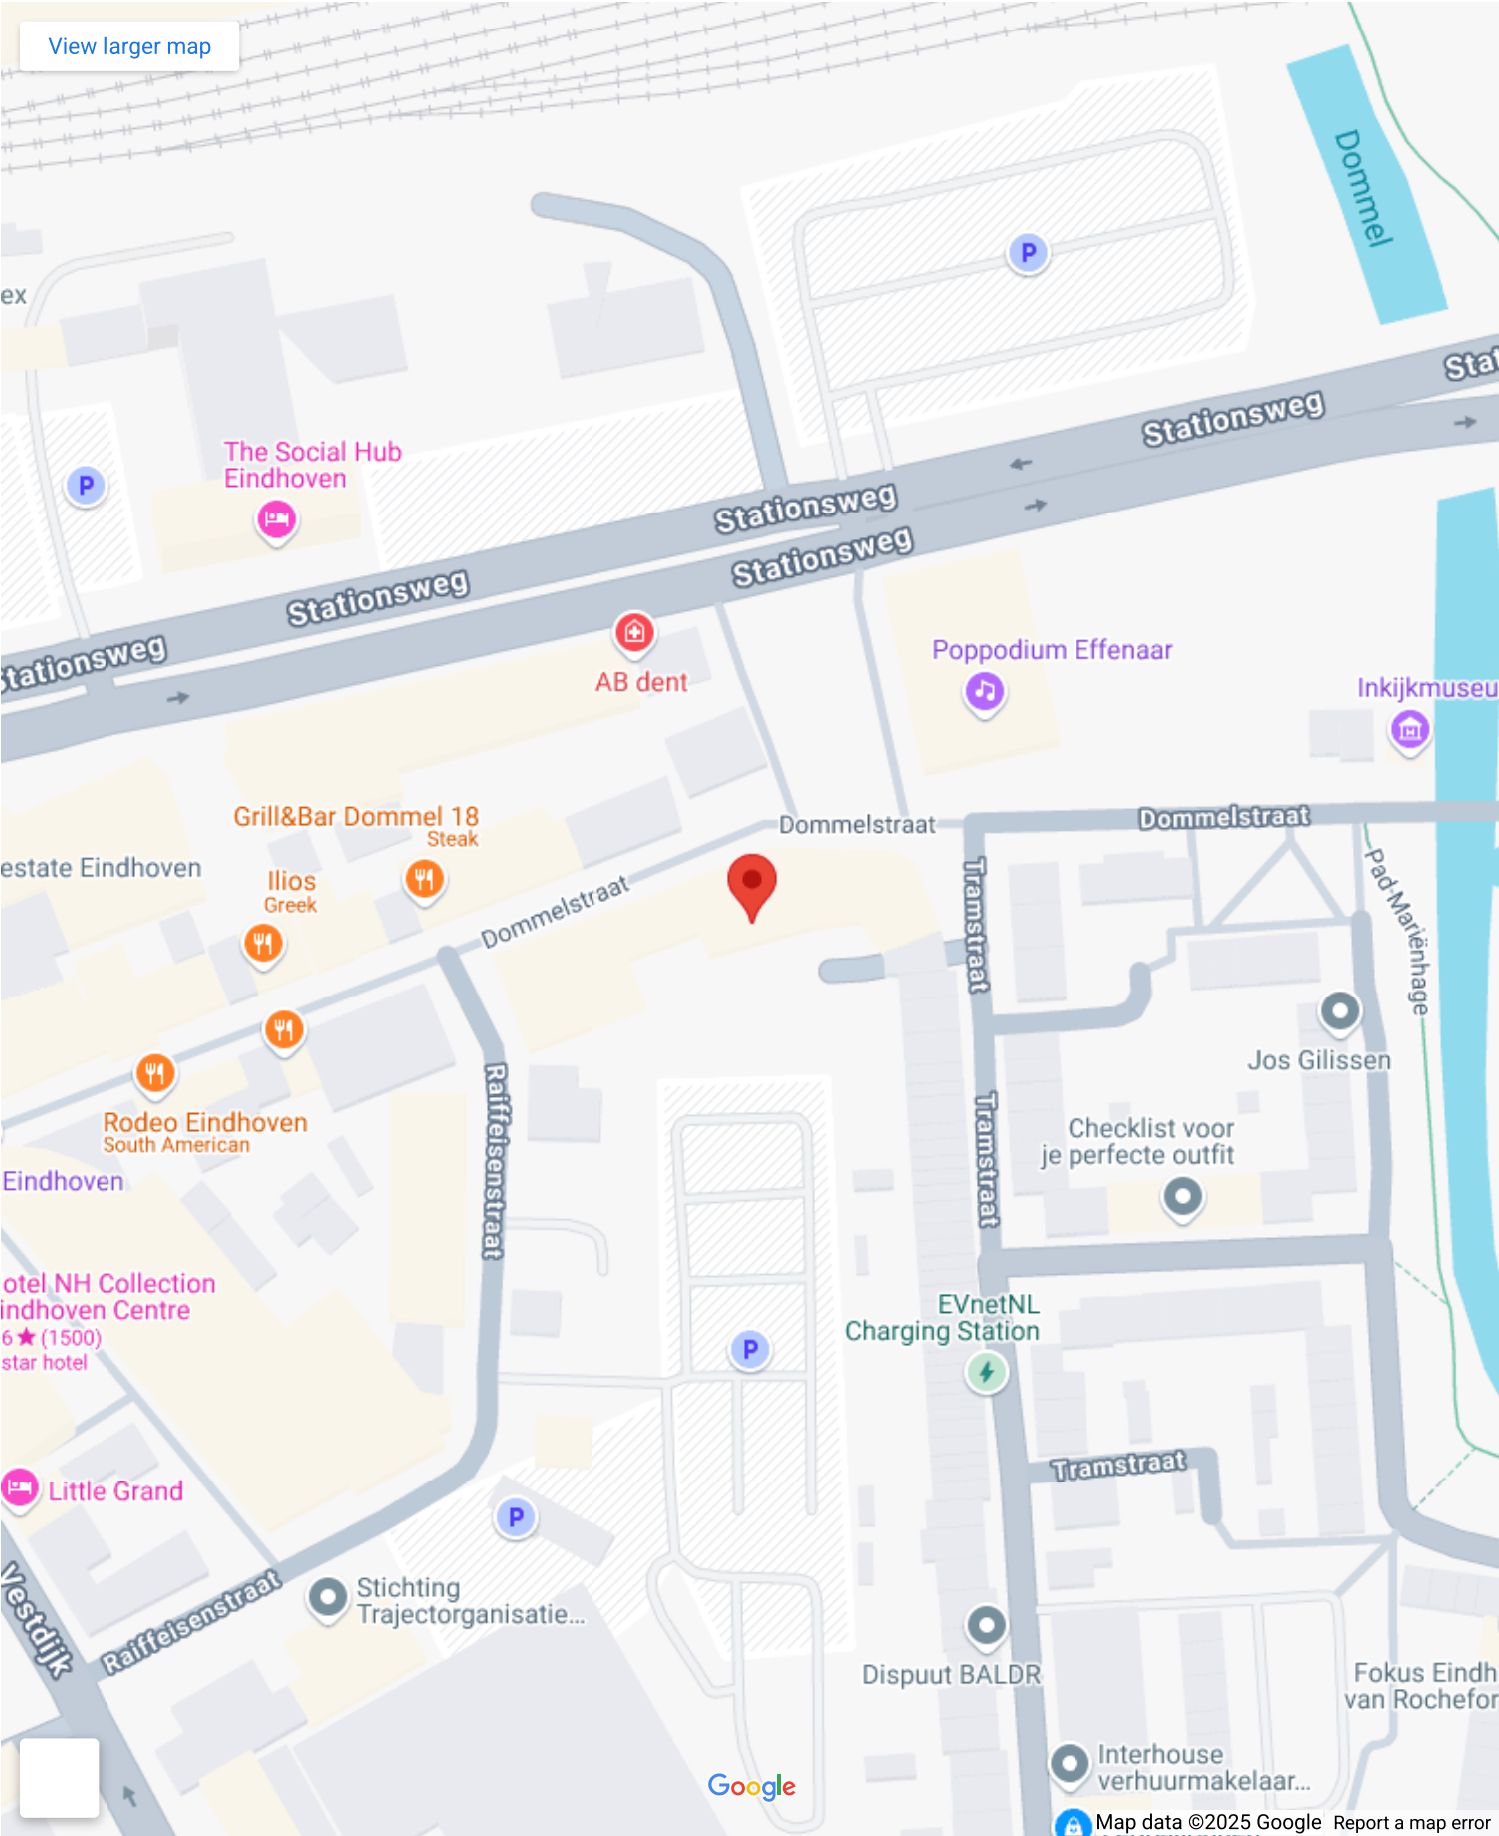 View larger map
Dommel
ex
Stat
Stationsweg
The Social Hub
Eindhoven
P
P
Stationsweg
Stationsweg
Stationsweg
Stationsweg
AB dent
Poppodium Effenaar
Inkijkmuseu
Grill&Bar Dommel 18
Steak
Dommelstraat
Dommelstraat
estate Eindhoven
Ilios
Greek
Dommelstraat
Tramstraat
Pad Mariënhage
Jos Gilissen
Rodeo Eindhoven
South American
Raiffeisenstraat
Tramstraat
Checklist voor
je perfecte outfit
Eindhoven
otel NH Collection
indhoven Centre
6★(1500)
star hotel
EVnetNL
Charging Station
P
Little Grand
Tramstraat
P
Vestdijk
Raiffeisenstraat
Stichting
Trajectorganisatie...
Dispuut BALDR
Fokus Eindh
van Rochefor
Interhouse
verhuurmakelaar...
Google
Map data ©2025 Google
Report a map error